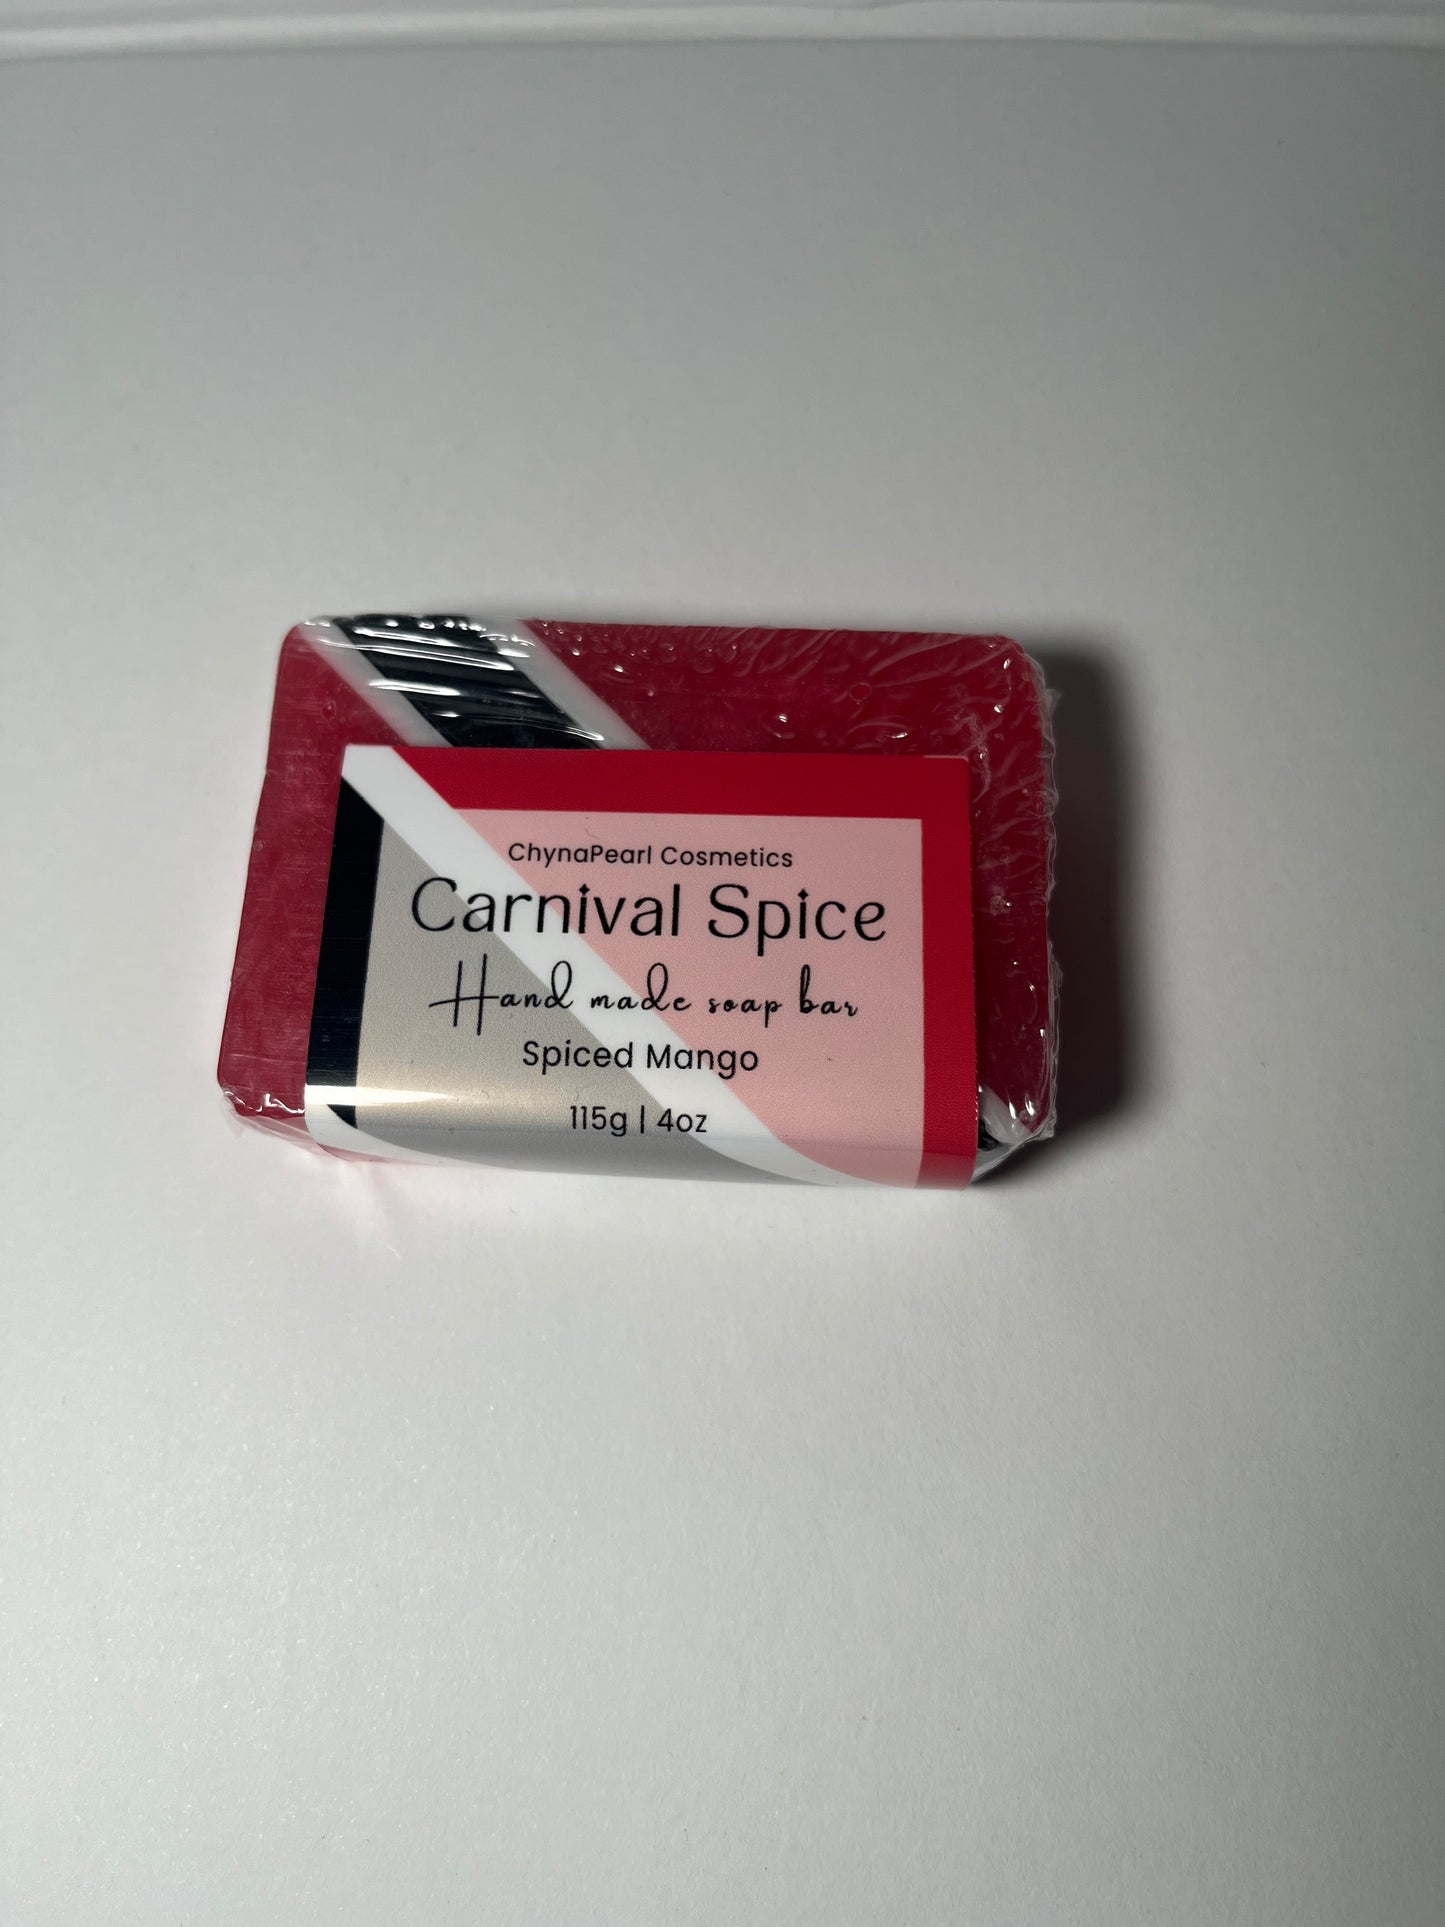 ChynaPearl Cosmetics
Carnival Spice
Hand made soap bar
Spiced Mango
115g | 4oz